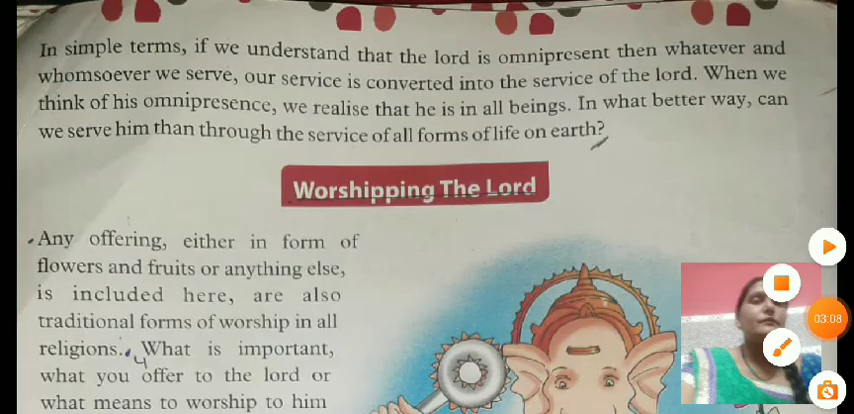 In simple terms, if we understand that the lord is omnipresent then whatever and
whomsoever we serve, our service is converted into the service of the lord. When we
think of his omnipresence, we realise that he is in all beings. In what better way, can
we serve him than through the service of all forms of life on earth?
Worshipping The Lord
Any offering, either in form of
flowers and fruits or anything else,
is included here, are also
traditional forms of worship in all
religions. What is important,
what you offer to the lord or
what means to worship to him
03:08